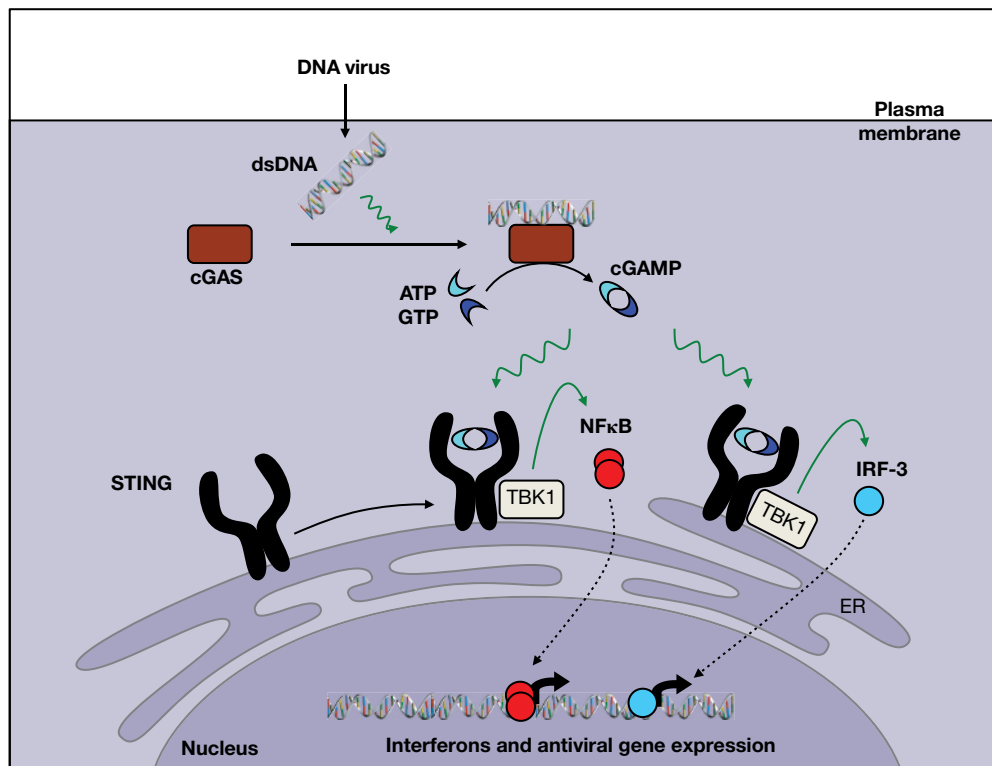 DNA virus
Plasma
membrane
dsDNA
cGAS
cGAMP
ATP
GTP
NFκB
STING
TBK1
IRF-3
TBK1
ER
Nucleus
Interferons and antiviral gene expression